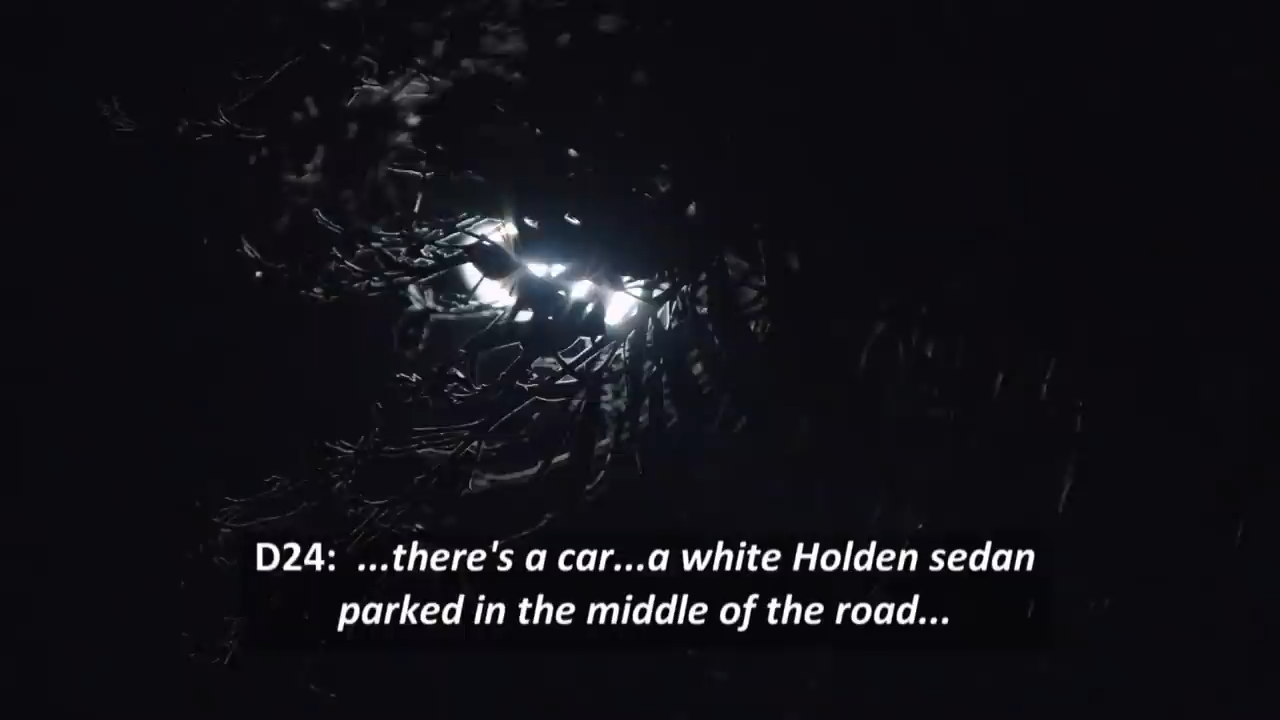 D24: ...there's a car...a white Holden sedan
parked in the middle of the road...